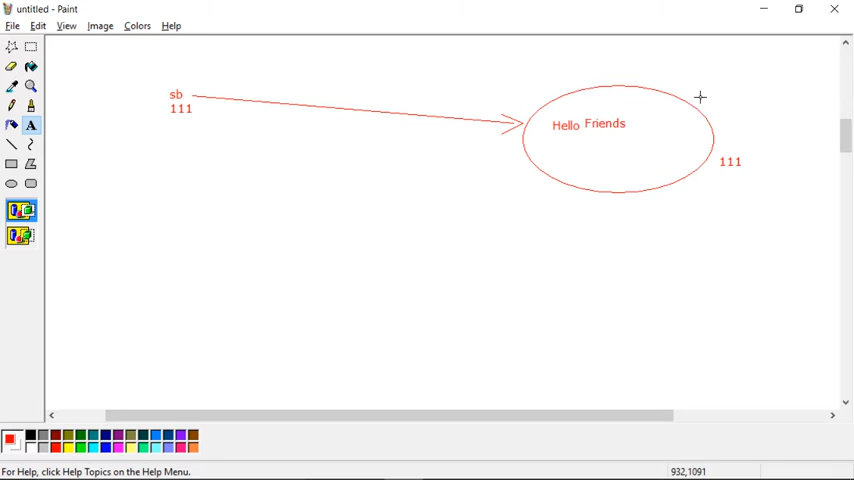 untitled - Paint
File Edit View Image Colors Help
sb
111
Hello Friends
111
A
For Help, click Help Topics on the Help Menu.
932,1091